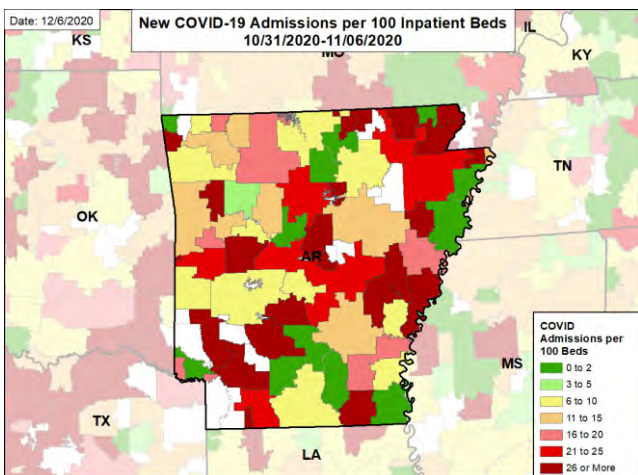 Date: 12/6/2020
New COVID-19 Admissions per 100 Inpatient Beds
10/31/2020-11/06/2020
KS
MO
IL
KY
OK
AR
TN
TX
LA
MS
COVID
Admissions per
100 Beds
0 to 2
3 to 5
6 to 10
11 to 15
16 to 20
21 to 25
26 or More